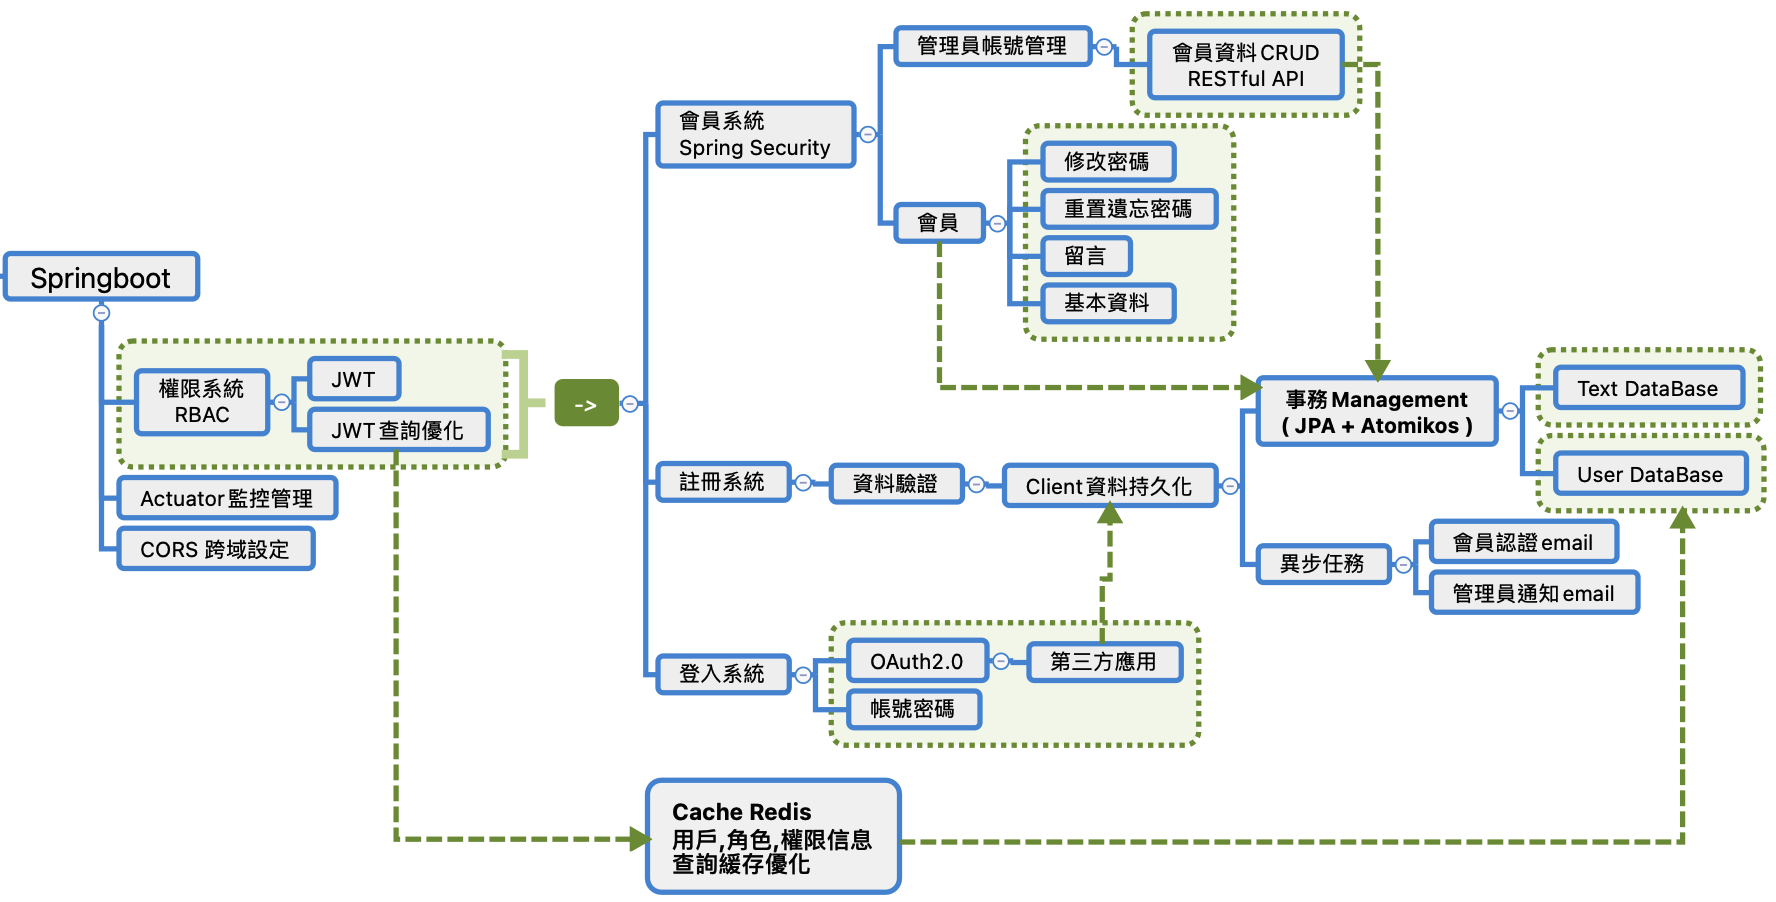 Springboot
權限系統
RBAC
JWT
JWT查詢優化
Actuator監控管理
CORS 跨域設定
->
會員系統
Spring Security
管理員帳號管理
會員資料CRUD
RESTful API
會員
修改密碼
重置遺忘密碼
留言
基本資料
註冊系統
資料驗證
Client資料持久化
事務Management
( JPA + Atomikos )
Text DataBase
User DataBase
異步任務
會員認證email
管理員通知email
登入系統
OAuth2.0
第三方應用
帳號密碼
Cache Redis
用戶,角色,權限信息
查詢緩存優化